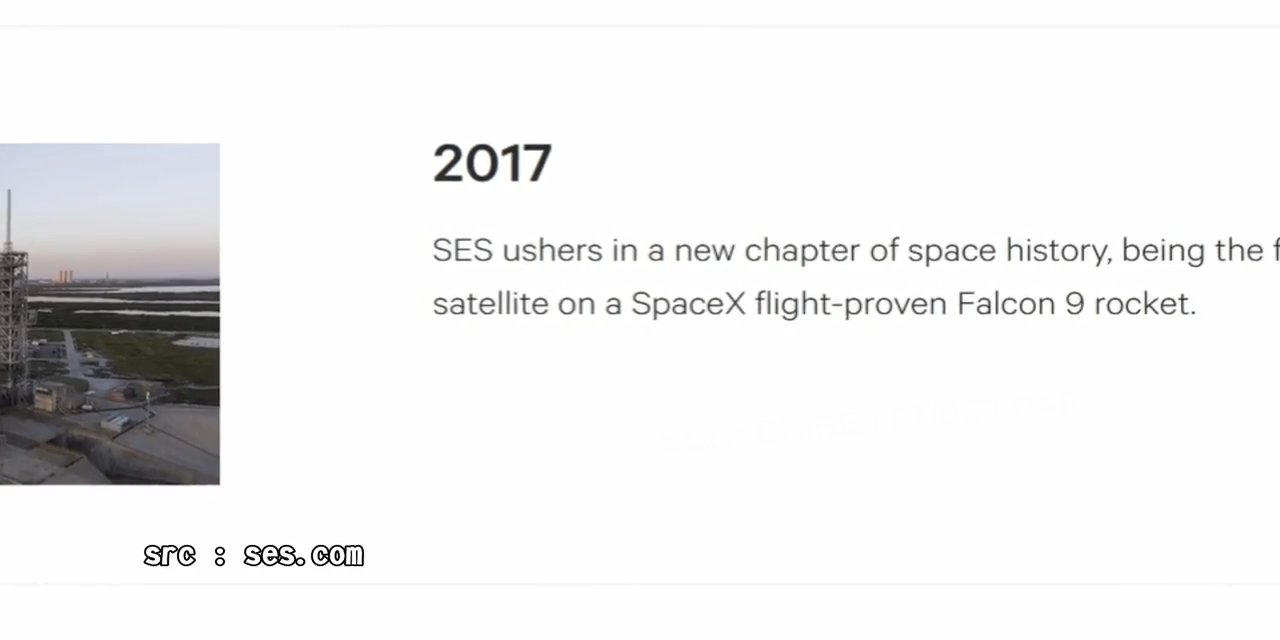 2017
SES ushers in a new chapter of space history, being the
satellite on a SpaceX flight-proven Falcon 9 rocket.
src : ses.com